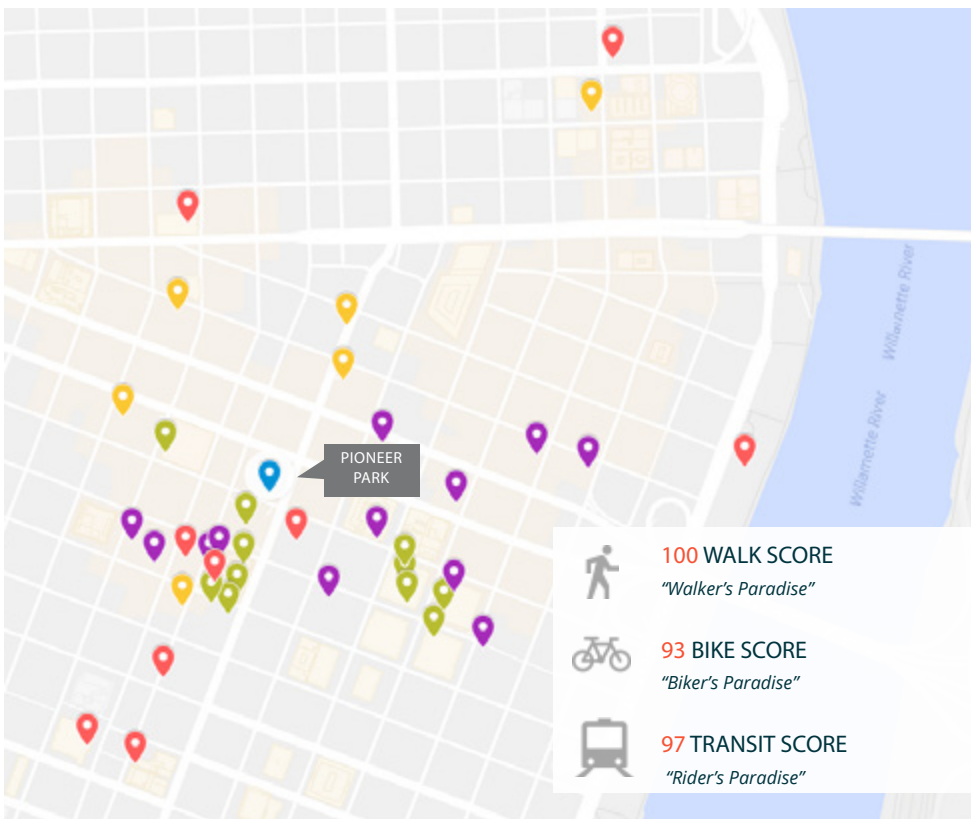 Willamette River
Willamette River
PIONEER
PARK
100 WALK SCORE
“Walker’s Paradise”
93 BIKE SCORE
“Biker’s Paradise”
97 TRANSIT SCORE
“Rider’s Paradise”